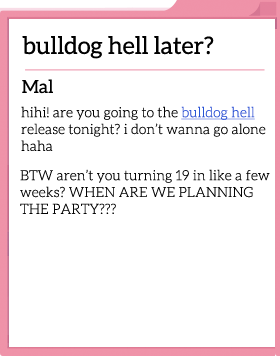 bulldog hell later?
Mal
hihi! are you going to the bulldog hell
release tonight? i don't wanna go alone
haha
BTW aren't you turning 19 in like a few
weeks? WHEN ARE WE PLANNING
THE PARTY???